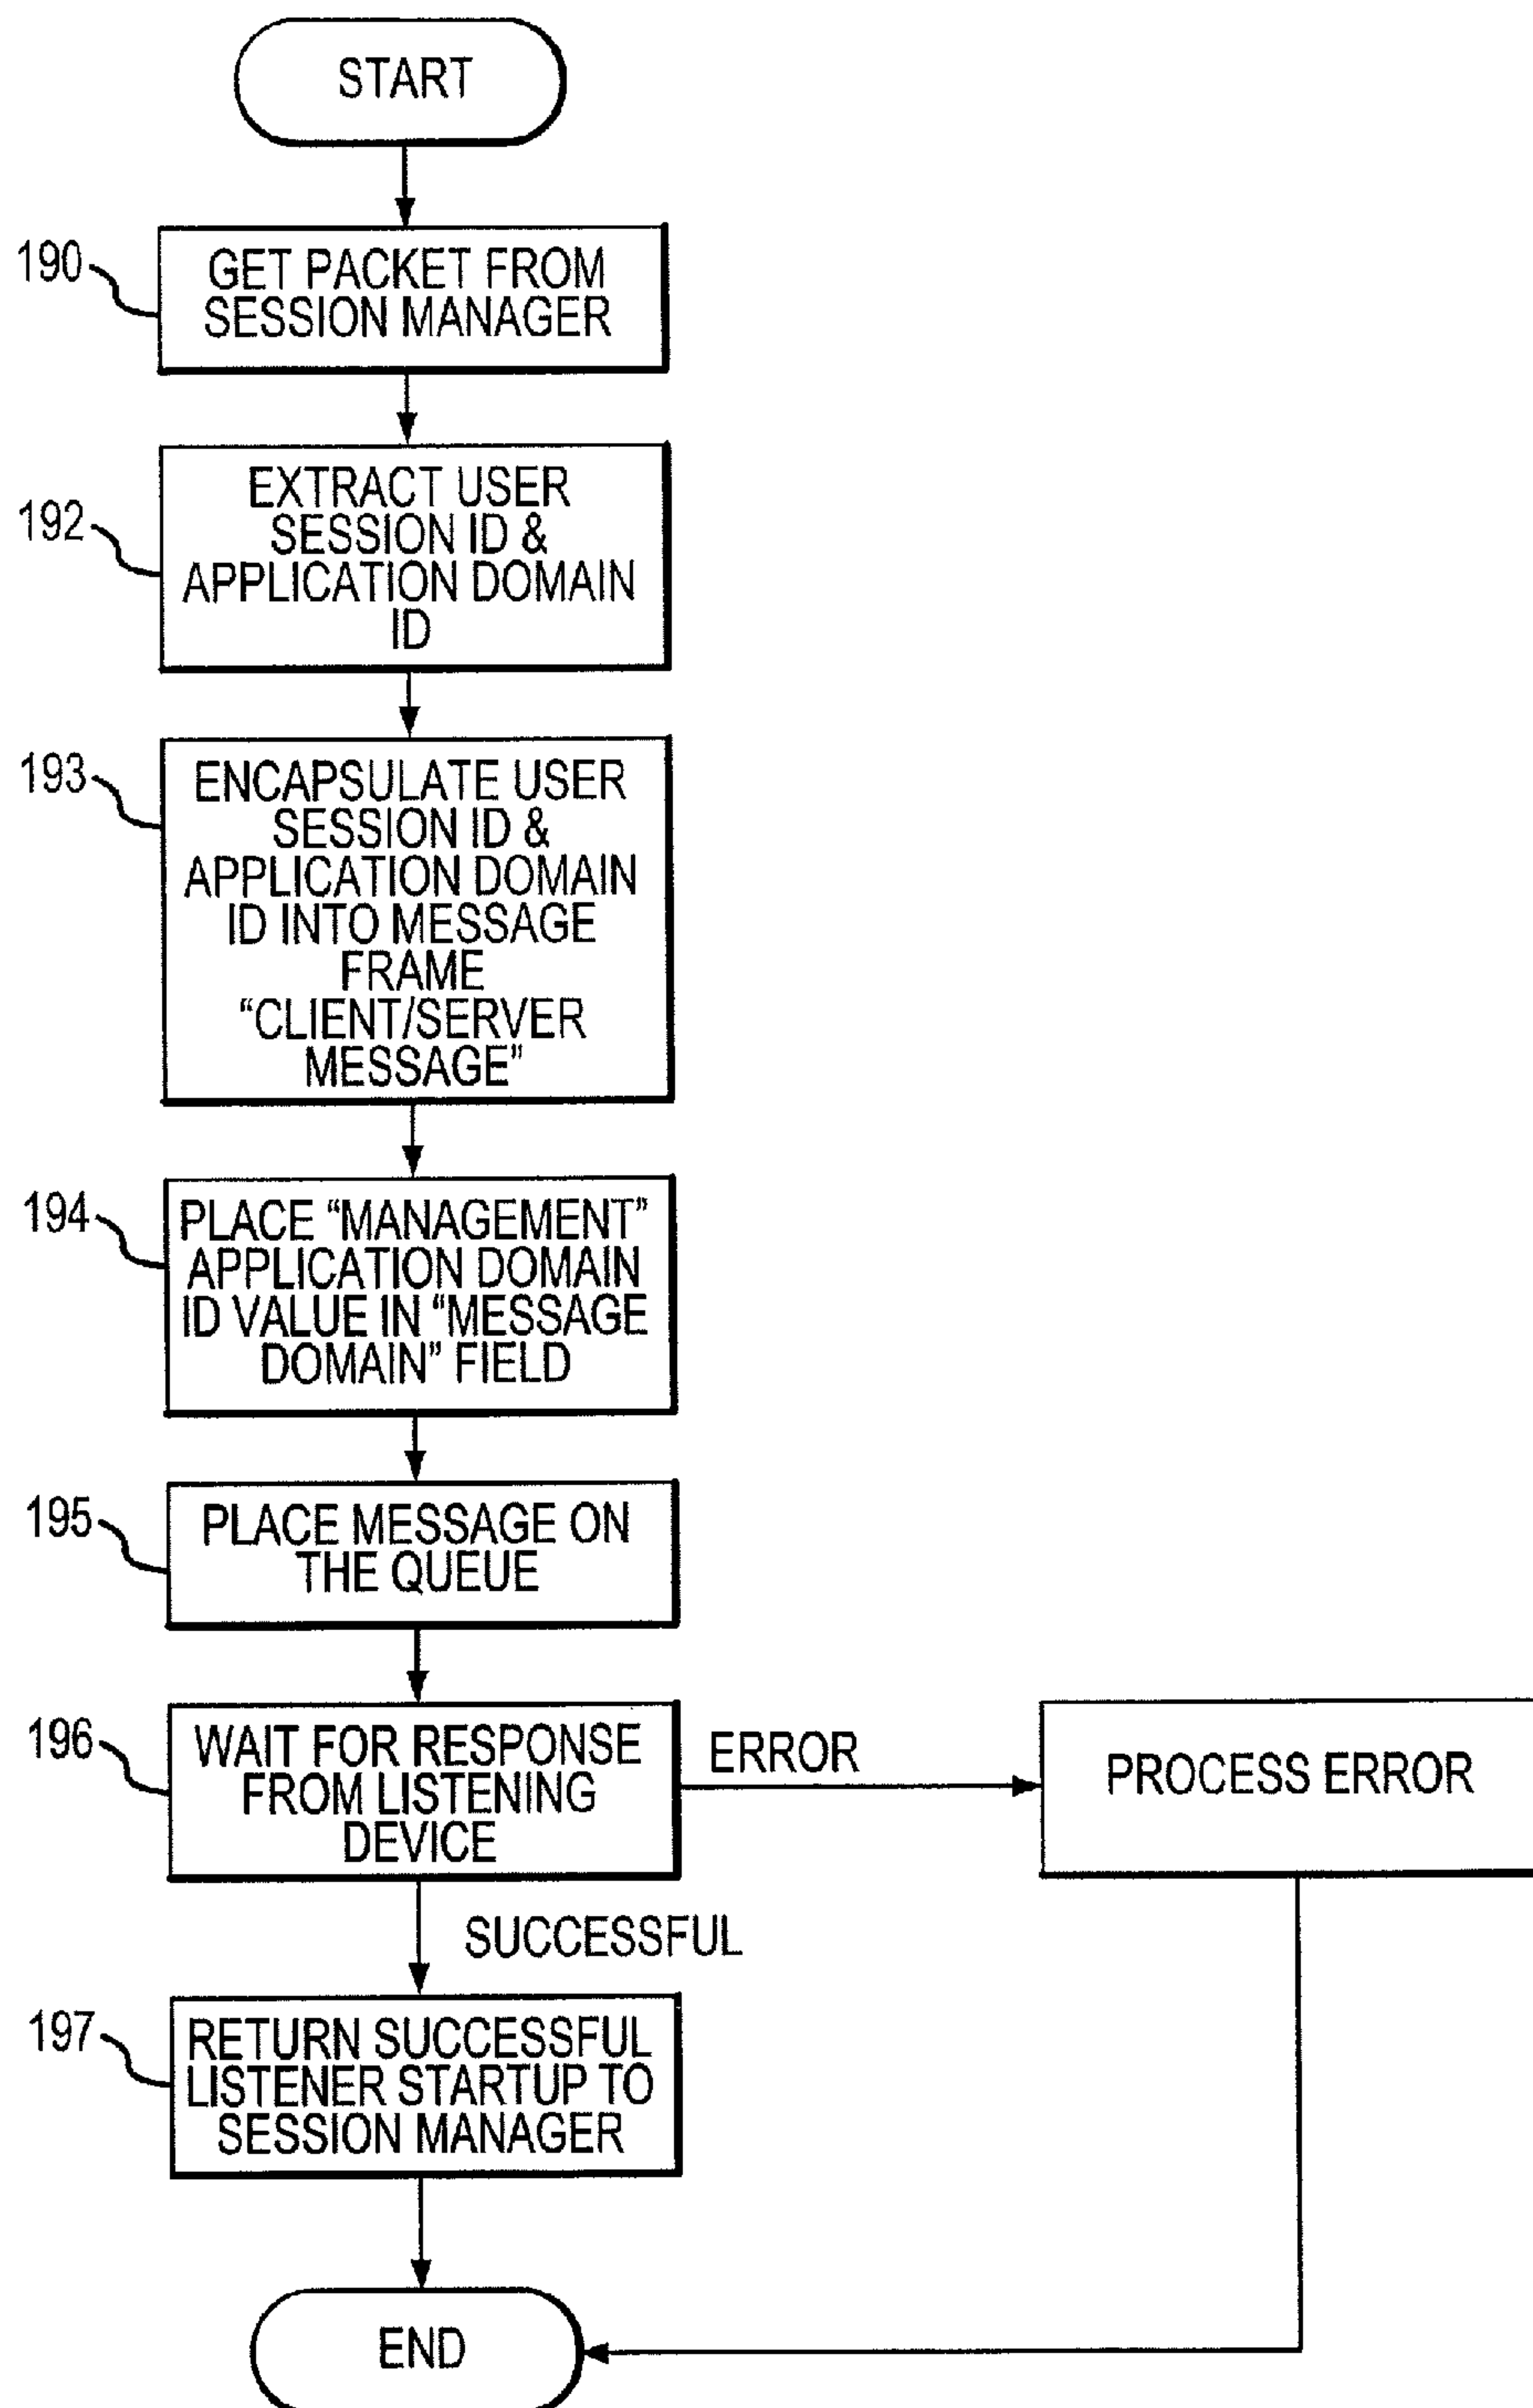 START
190
GET PACKET FROM
SESSION MANAGER
192
EXTRACT USER
SESSION ID &
APPLICATION DOMAIN
ID
193
ENCAPSULATE USER
SESSION ID &
APPLICATION DOMAIN
ID INTO MESSAGE
FRAME
“CLIENT/SERVER
MESSAGE”
194
PLACE “MANAGEMENT”
APPLICATION DOMAIN
ID VALUE IN “MESSAGE
DOMAIN” FIELD
195
PLACE MESSAGE ON
THE QUEUE
196
WAIT FOR RESPONSE
FROM LISTENING
DEVICE
ERROR
PROCESS ERROR
SUCCESSFUL
197
RETURN SUCCESSFUL
LISTENER STARTUP TO
SESSION MANAGER
END